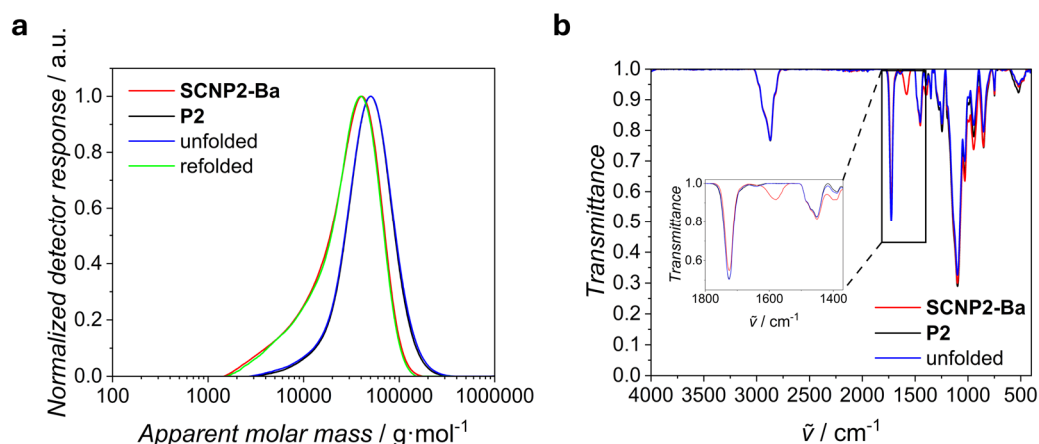 a
Normalized detector response / a.u.
1.0
0.8
0.6
0.4
0.2
0.0
SCNP2-Ba
P2
unfolded
refolded
100 1000 10000 100000 1000000
Apparent molar mass / g·mol⁻¹
b
Transmittance
1.0
0.9
0.8
0.7
0.6
0.5
0.4
0.3
0.2
0.1
0.0
Transmittance
1.0
0.8
0.6
1800 1600 1400
ṽ / cm⁻¹
SCNP2-Ba
P2
unfolded
4000 3500 3000 2500 2000 1500 1000 500
ṽ / cm⁻¹